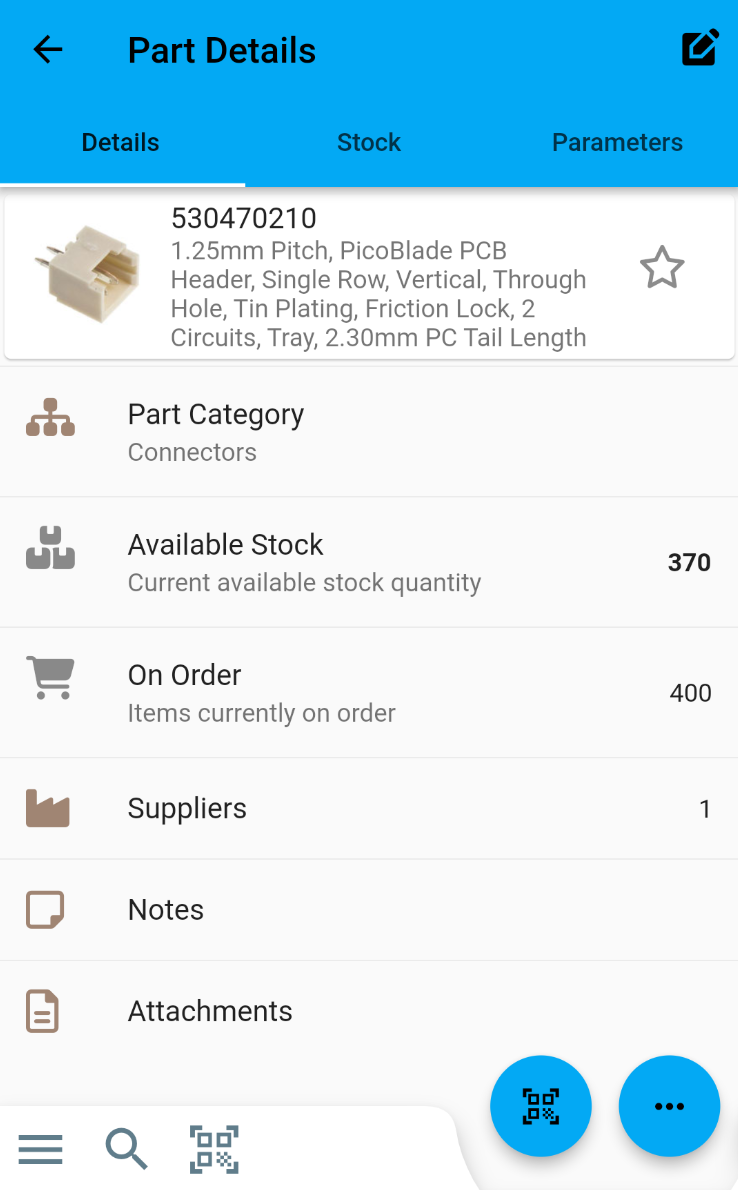 Part Details
Details
Stock
Parameters
530470210
1.25mm Pitch, PicoBlade PCB
Header, Single Row, Vertical, Through
Hole, Tin Plating, Friction Lock, 2
Circuits, Tray, 2.30mm PC Tail Length
Part Category
Connectors
Available Stock
Current available stock quantity
370
On Order
Items currently on order
400
Suppliers
1
Notes
Attachments